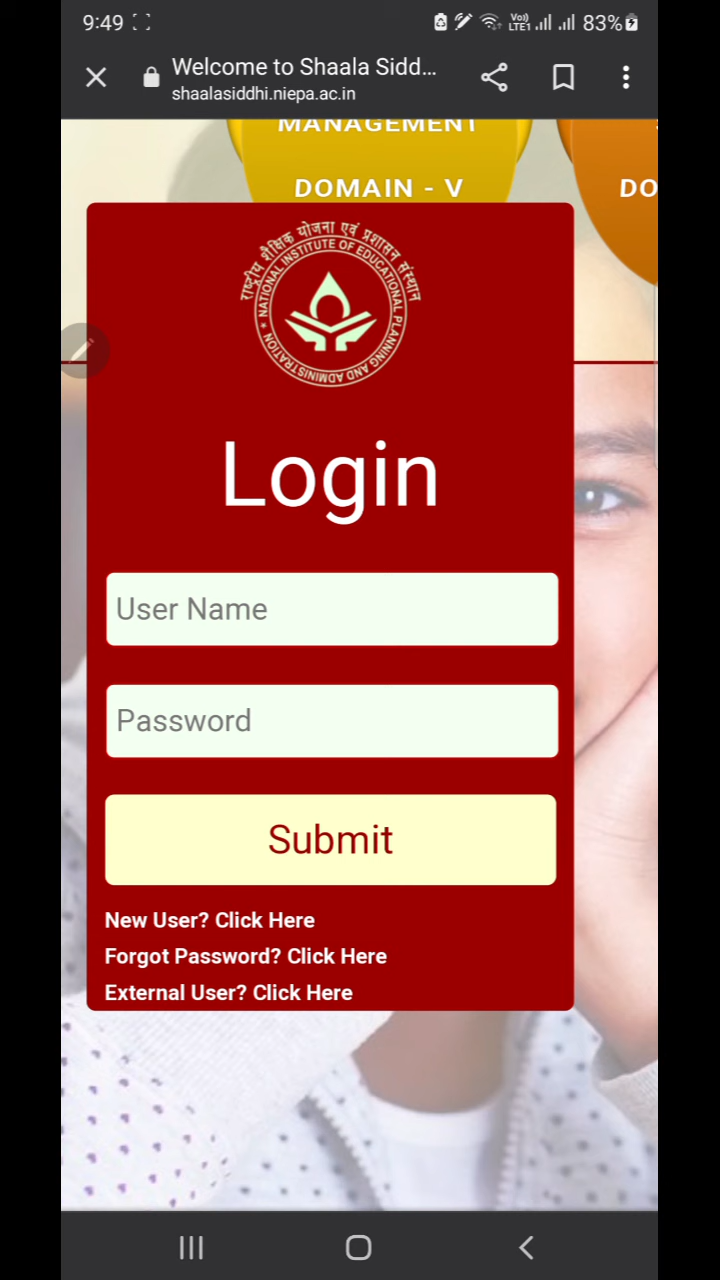 9:49
Vo)) LTE1 83%
Welcome to Shaala Sidd...
shaalasiddhi.niepa.ac.in
MANAGEMENT
DOMAIN - V
DO
राष्ट्रीय शैक्षिक योजना एवं प्रशासन संस्थान
NATIONAL INSTITUTE OF EDUCATIONAL PLANNING AND ADMINISTRATION
Login
User Name
Password
Submit
New User? Click Here
Forgot Password? Click Here
External User? Click Here